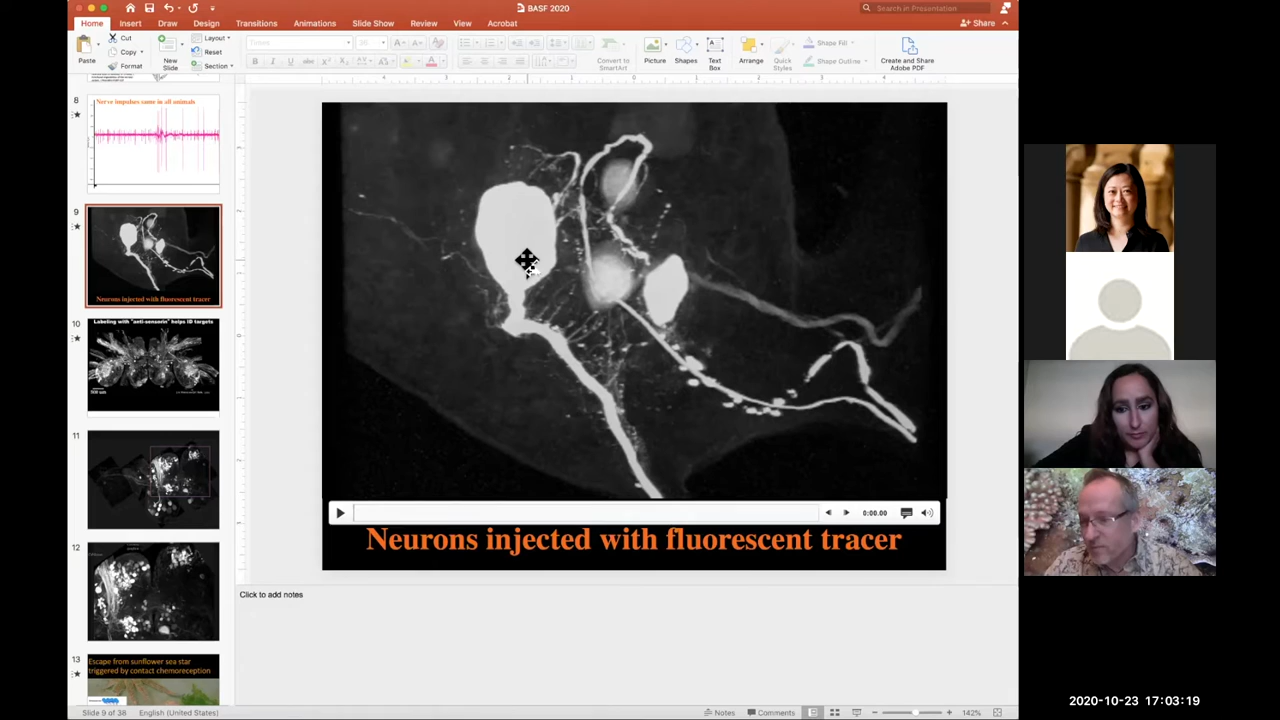 BASF 2020
Search in Presentation
Home Insert Draw Design Transitions Animations Slide Show Review View Acrobat
Share
Paste
Cut
Copy
Format
New Slide
Layout
Reset
Section
Convert to SmartArt
Picture
Shapes
Text Box
Arrange
Quick Styles
Shape Fill
Shape Outline
Create and Share Adobe PDF
8
Nerve impulses same in all animals
9
Neurons injected with fluorescent tracer
10
Labeling with "anti-sensorin" helps ID targets
11
12
13
Escape from sunflower sea star
triggered by contact chemoreception
0:00.00
Neurons injected with fluorescent tracer
Click to add notes
Slide 9 of 38 English (United States)
Notes Comments 142%
2020-10-23 17:03:19